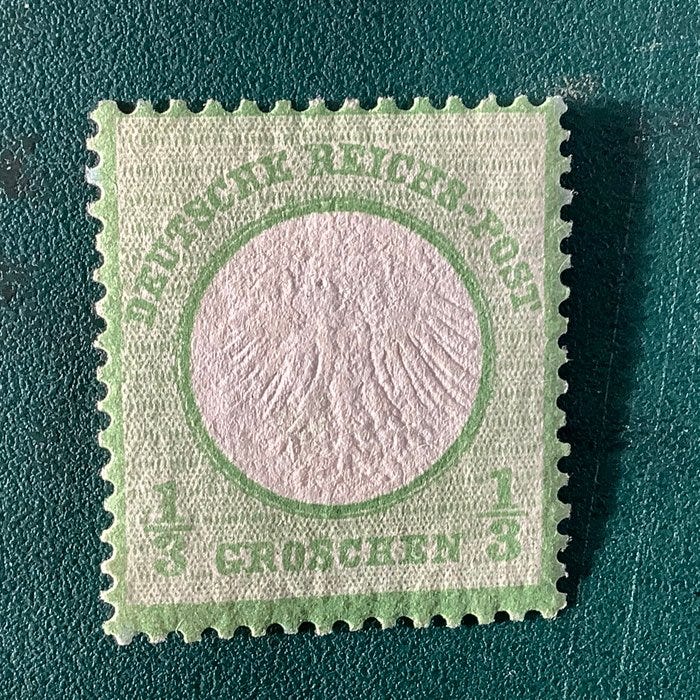 DEUTSCHE REICHS-POST
1/3 GROSCHEN 1/3